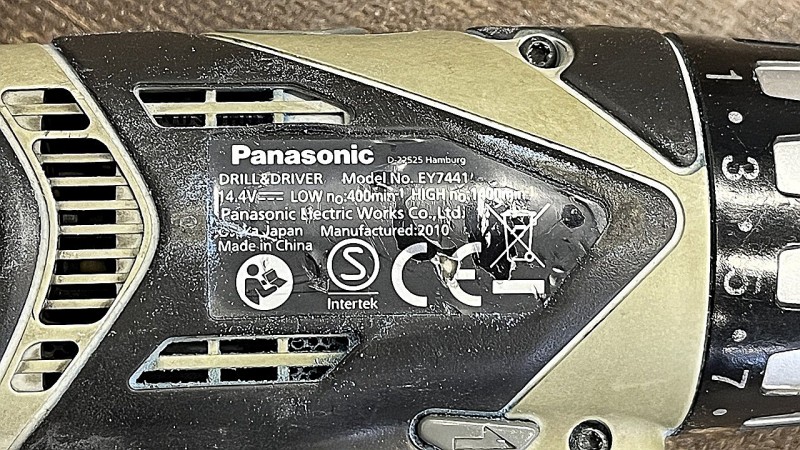 Panasonic D-22525 Hamburg
DRILL&DRIVER Model No. EY7441
14.4V LOW no:400min⁻¹ HIGH no:
Panasonic Electric Works Co.,Ltd.
Japan Manufactured:2010
Made in China
S
Intertek
CE
1
3
5
7